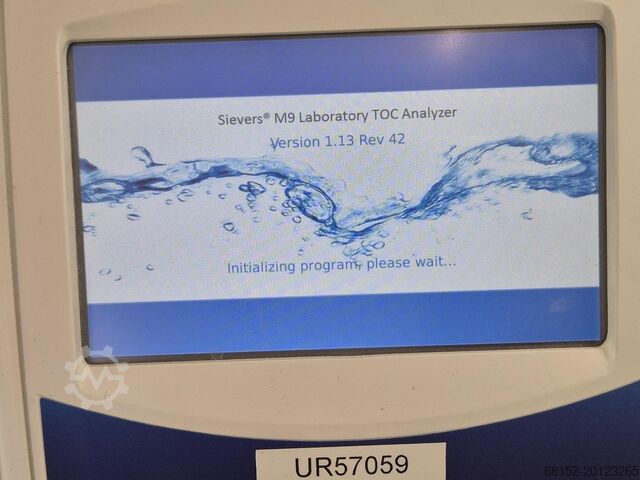 Sievers® M9 Laboratory TOC Analyzer
Version 1.13 Rev 42
Initializing program, please wait...
UR57059
68152-20123265